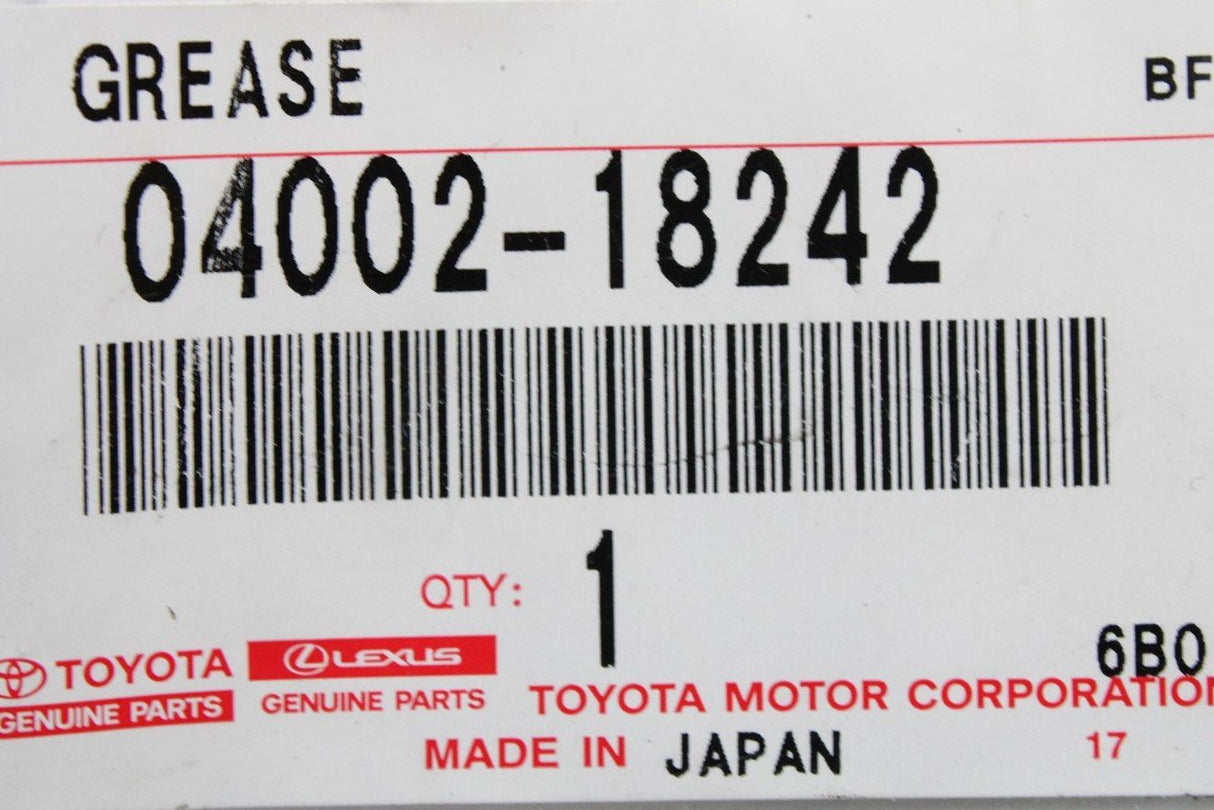 GREASE BF
04002-18242
QTY: 1
6B0
TOYOTA LEXUS
GENUINE PARTS GENUINE PARTS TOYOTA MOTOR CORPORATION
MADE IN JAPAN 17